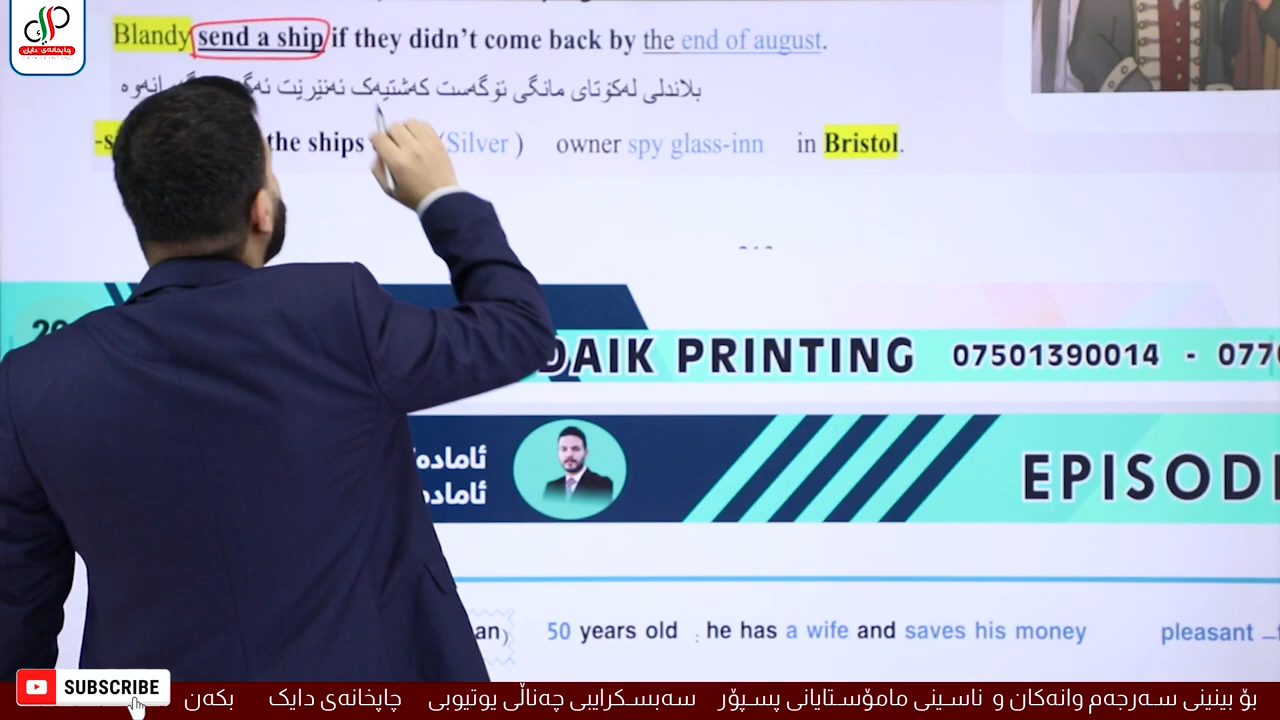 چاپخانەی دایک
Blandy send a ship if they didn't come back by the end of august.
بلاندلی لەکۆتای مانگی ئۆگەست کەشتیەک ئەنێرێت
the ships (Silver ) owner spy glass-inn in Bristol.
DAIK PRINTING 07501390014 - 077
EPISOD
50 years old : he has a wife and saves his money pleasant
SUBSCRIBE
بۆ بینینی سەرجەم وانەکان و ناسینی مامۆستایانی پسپۆر سەبسکرایبی چەناڵی یوتیوبی چاپخانەی دایک بکەن